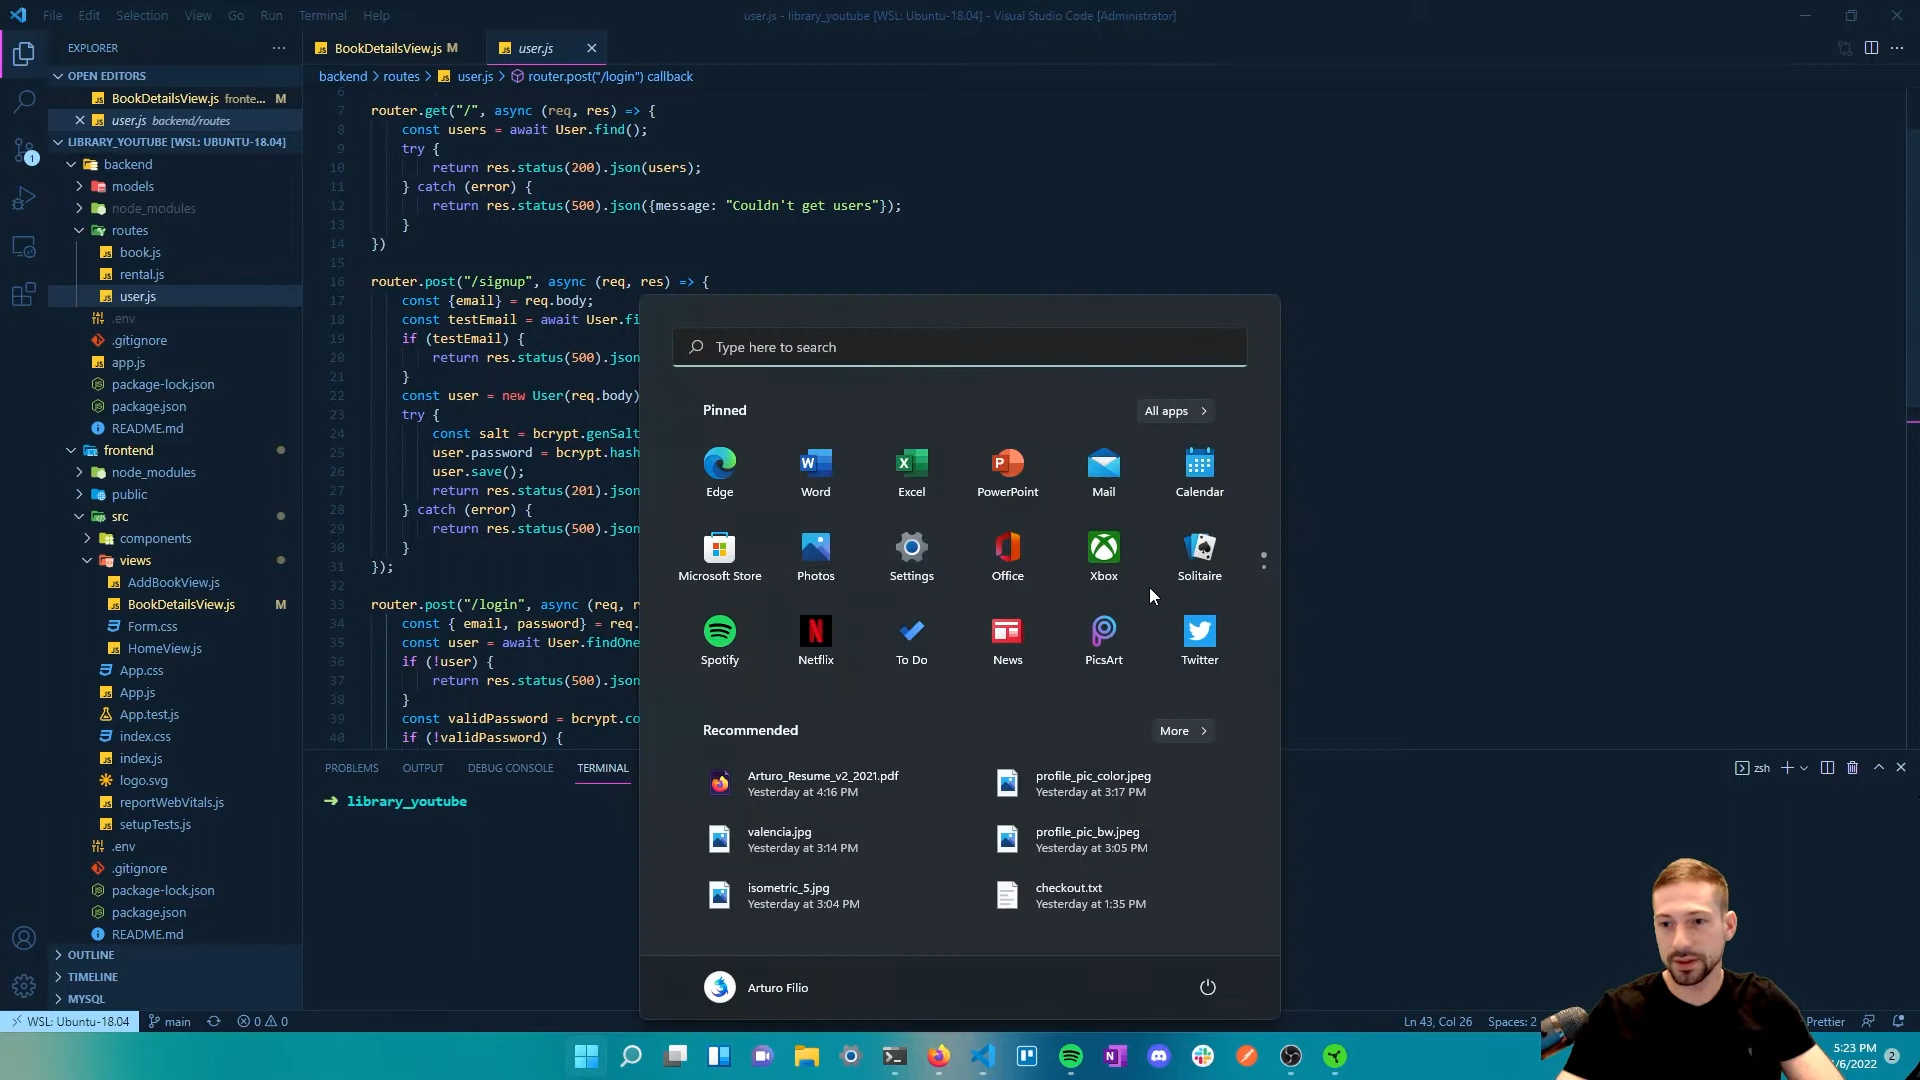 File Edit Selection View Go Run Terminal Help
user.js - library_youtube [WSL: Ubuntu-18.04] - Visual Studio Code [Administrator]
EXPLORER
OPEN EDITORS
BookDetailsView.js fronte... M
user.js backend/routes
LIBRARY_YOUTUBE [WSL: UBUNTU-18.04]
1
backend
models
node_modules
routes
book.js
rental.js
user.js
.env
.gitignore
app.js
package-lock.json
package.json
README.md
frontend
node_modules
public
src
components
views
AddBookView.js
BookDetailsView.js M
Form.css
HomeView.js
App.css
App.js
App.test.js
index.css
index.js
logo.svg
reportWebVitals.js
setupTests.js
.env
.gitignore
package-lock.json
package.json
README.md
OUTLINE
TIMELINE
MYSQL
BookDetailsView.js M
user.js
backend > routes > user.js > router.post("/login") callback
6
7 router.get("/", async (req, res) => {
8 const users = await User.find();
9 try {
10 return res.status(200).json(users);
11 } catch (error) {
12 return res.status(500).json({message: "Couldn't get users"});
13 }
14 })
15
16 router.post("/signup", async (req, res) => {
17 const {email} = req.body;
18 const testEmail = await User.fi
19 if (testEmail) {
20 return res.status(500).json
21 }
22 const user = new User(req.body)
23 try {
24 const salt = bcrypt.genSalt
25 user.password = bcrypt.hash
26 user.save();
27 return res.status(201).json
28 } catch (error) {
29 return res.status(500).json
30 }
31 });
32
33 router.post("/login", async (req, r
34 const { email, password} = req.
35 const user = await User.findOne
36 if (!user) {
37 return res.status(500).json
38 }
39 const validPassword = bcrypt.co
40 if (!validPassword) {
PROBLEMS OUTPUT DEBUG CONSOLE TERMINAL
zsh
→ library_youtube
Type here to search
Pinned
All apps >
Edge Word Excel PowerPoint Mail Calendar
Microsoft Store Photos Settings Office Xbox Solitaire
Spotify Netflix To Do News PicsArt Twitter
Recommended
More >
Arturo_Resume_v2_2021.pdf
Yesterday at 4:16 PM
profile_pic_color.jpeg
Yesterday at 3:17 PM
valencia.jpg
Yesterday at 3:14 PM
profile_pic_bw.jpeg
Yesterday at 3:05 PM
isometric_5.jpg
Yesterday at 3:04 PM
checkout.txt
Yesterday at 1:35 PM
Arturo Filio
WSL: Ubuntu-18.04 main 0 0
Ln 43, Col 26 Spaces: 2 Prettier
5:23 PM
/6/2022
2